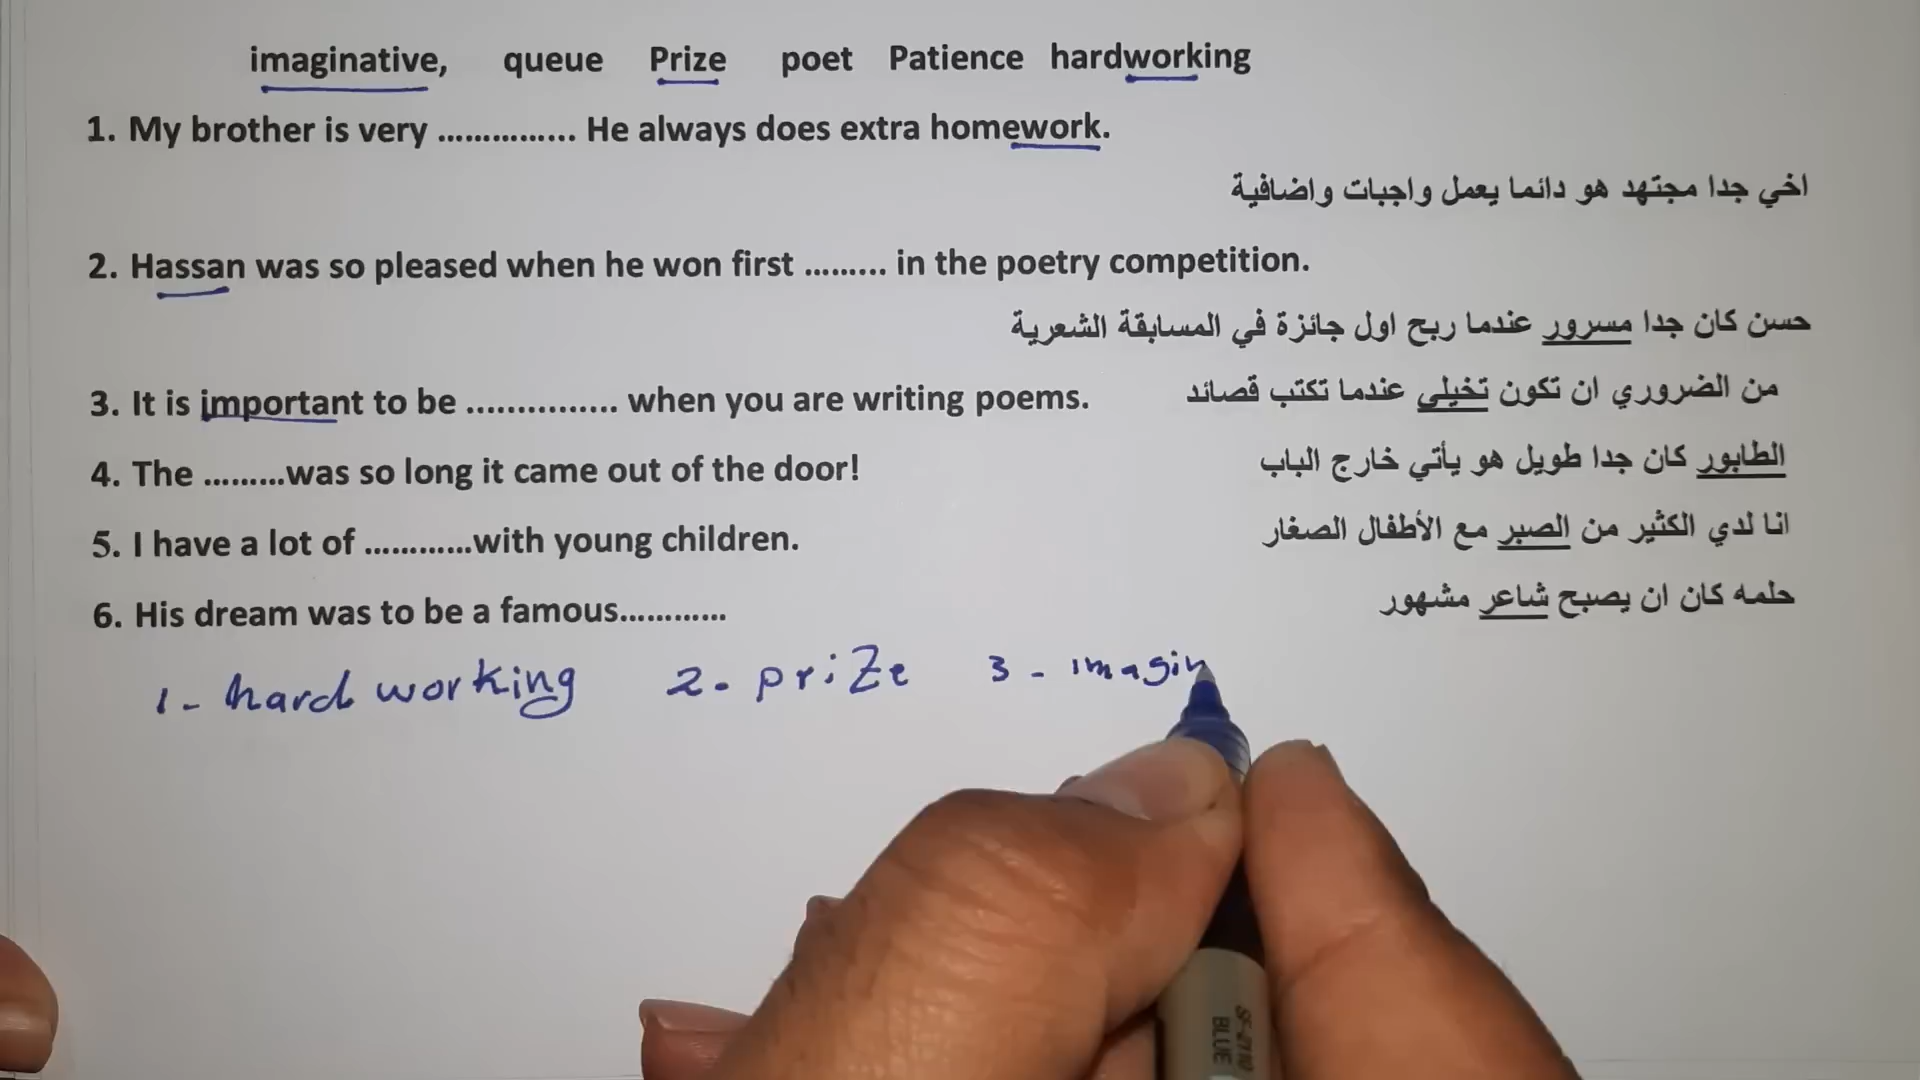 imaginative, queue Prize poet Patience hardworking
1. My brother is very ............... He always does extra homework.
اخي جدا مجتهد هو دائما يعمل واجبات واضافية
2. Hassan was so pleased when he won first ......... in the poetry competition.
حسن كان جدا مسرور عندما ربح اول جائزة في المسابقة الشعرية
3. It is important to be ............... when you are writing poems. من الضروري ان تكون تخيلي عندما تكتب قصائد
4. The .........was so long it came out of the door! الطابور كان جدا طويل هو يأتي خارج الباب
5. I have a lot of ............with young children. انا لدي الكثير من الصبر مع الأطفال الصغار
6. His dream was to be a famous............ حلمه كان ان يصبح شاعر مشهور
1- hard working 2- prize 3- imagin
SF-2110
BLUE